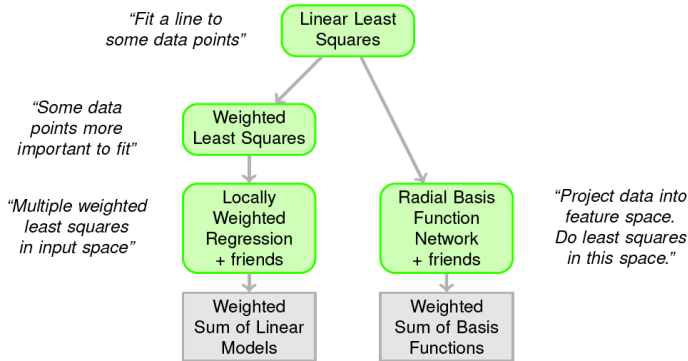 “Fit a line to
some data points”
Linear Least
Squares
“Some data
points more
important to fit”
Weighted
Least Squares
“Multiple weighted
least squares
in input space”
Locally
Weighted
Regression
+ friends
Radial Basis
Function
Network
+ friends
“Project data into
feature space.
Do least squares
in this space.”
Weighted
Sum of Linear
Models
Weighted
Sum of Basis
Functions